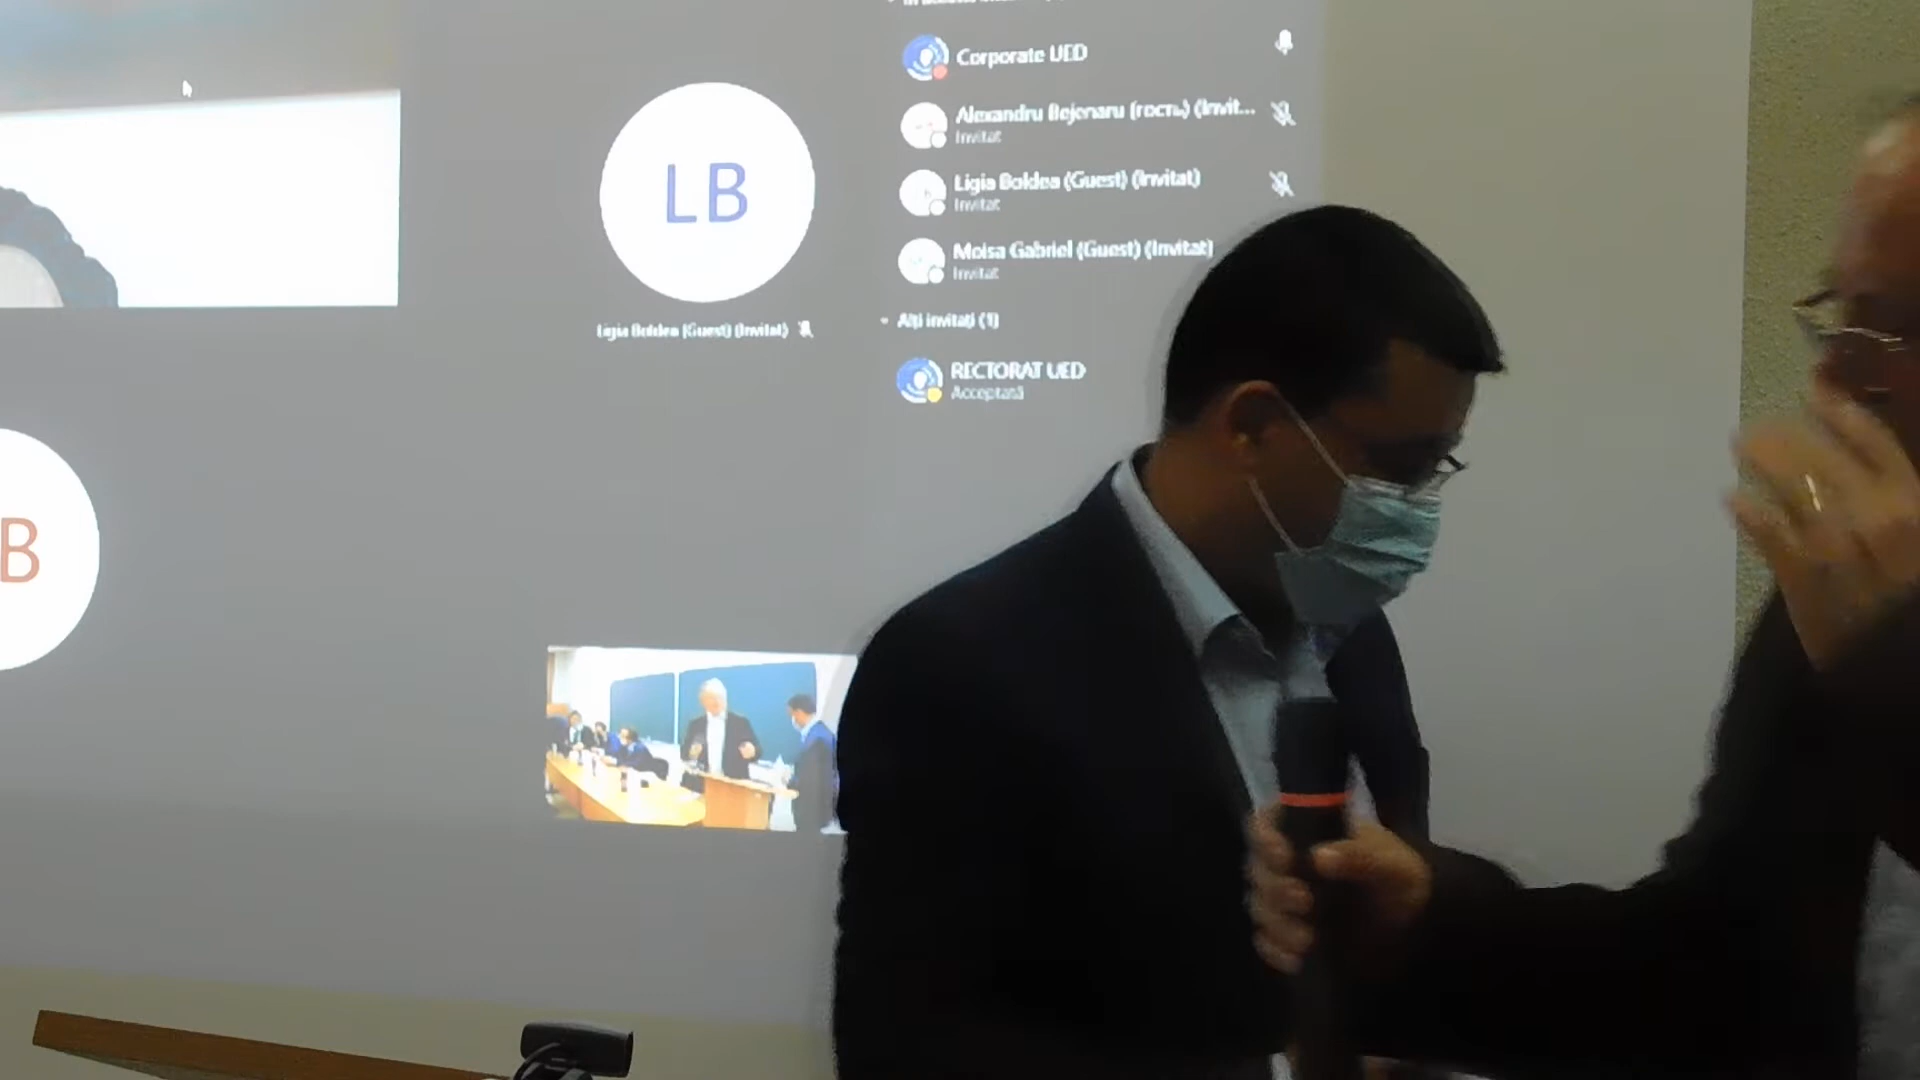 Corporate UED
Alexandru Bejenaru (гость) (Invit...
Invitat
Ligia Boldea (Guest) (Invitat)
Invitat
Moisa Gabriel (Guest) (Invitat)
Invitat
Alți invitați (1)
RECTORAT UED
Acceptată
LB
Ligia Boldea (Guest) (Invitat)
B